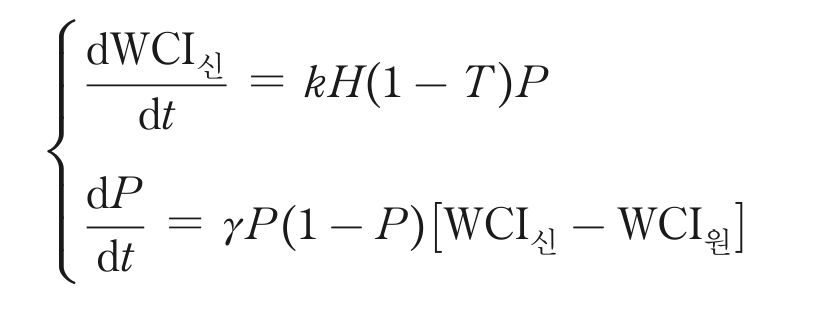 dWCI신/dt = kH(1 − T)P
dP/dt = γP(1 − P)[WCI신 − WCI원]